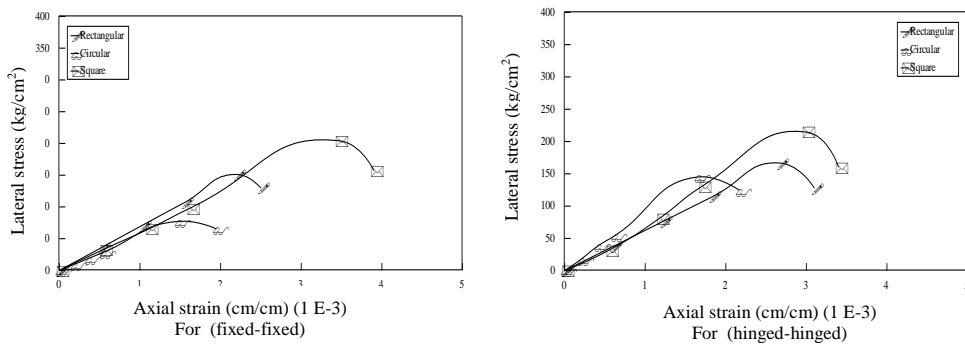 400
350
0
0
0
0
0
0
0
Rectangular
Circular
Square
Lateral stress (kg/cm2)
0 1 2 3 4 5
Axial strain (cm/cm) (1 E-3)
For (fixed-fixed)
400
350
300
250
200
150
100
50
0
Rectangular
Circular
Square
Lateral stress (kg/cm2)
0 1 2 3 4 5
Axial strain (cm/cm) (1 E-3)
For (hinged-hinged)